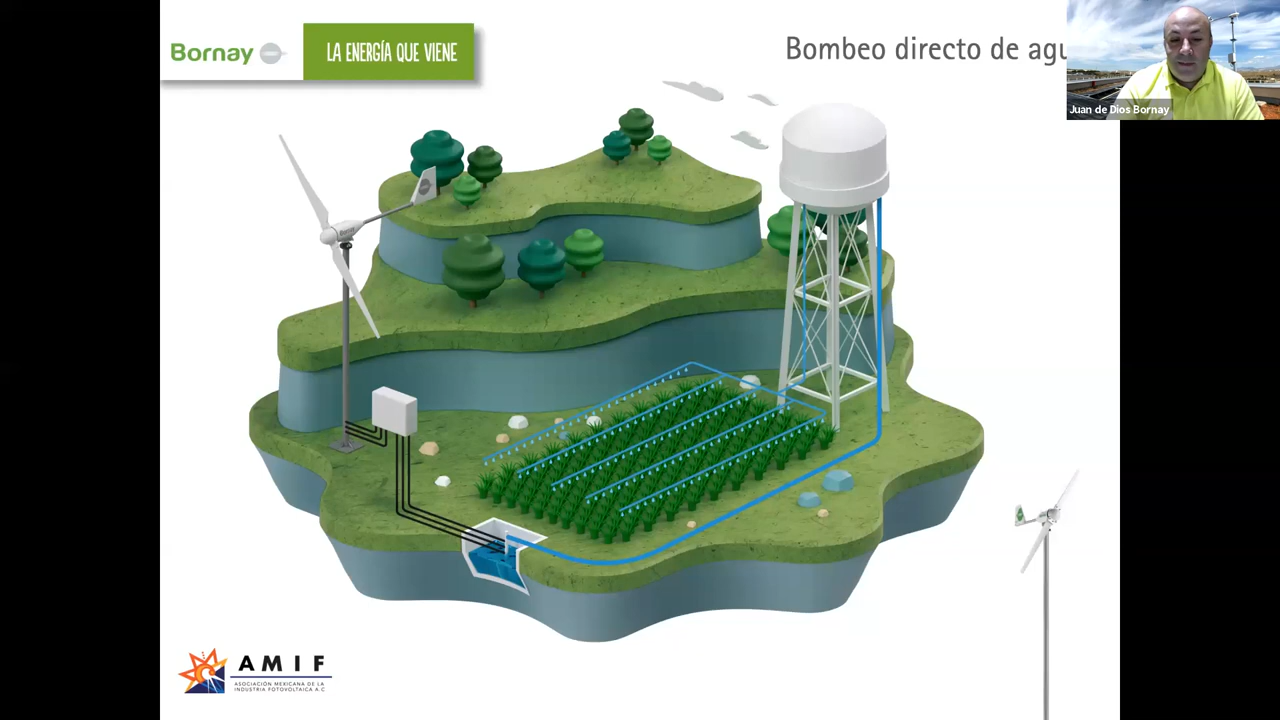 Bornay
LA ENERGÍA QUE VIENE
Bombeo directo de agu
Juan de Dios Bornay
BORNAY
AMIF
ASOCIACIÓN MEXICANA DE LA
INDUSTRIA FOTOVOLTAICA A.C